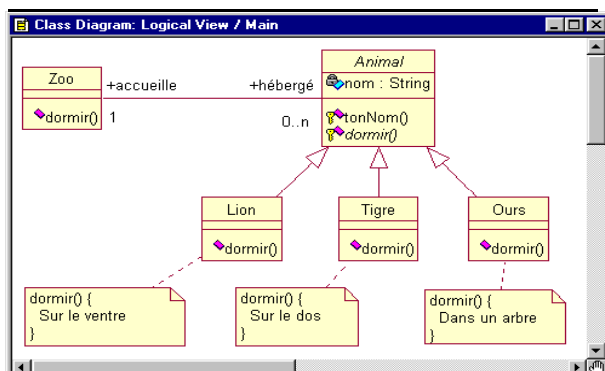 Class Diagram: Logical View / Main
Zoo
dormir()
+accueille
1
+hébergé
0..n
Animal
nom : String
tonNom()
dormir()
Lion
dormir()
Tigre
dormir()
Ours
dormir()
dormir() {
Sur le ventre
}
dormir() {
Sur le dos
}
dormir() {
Dans un arbre
}